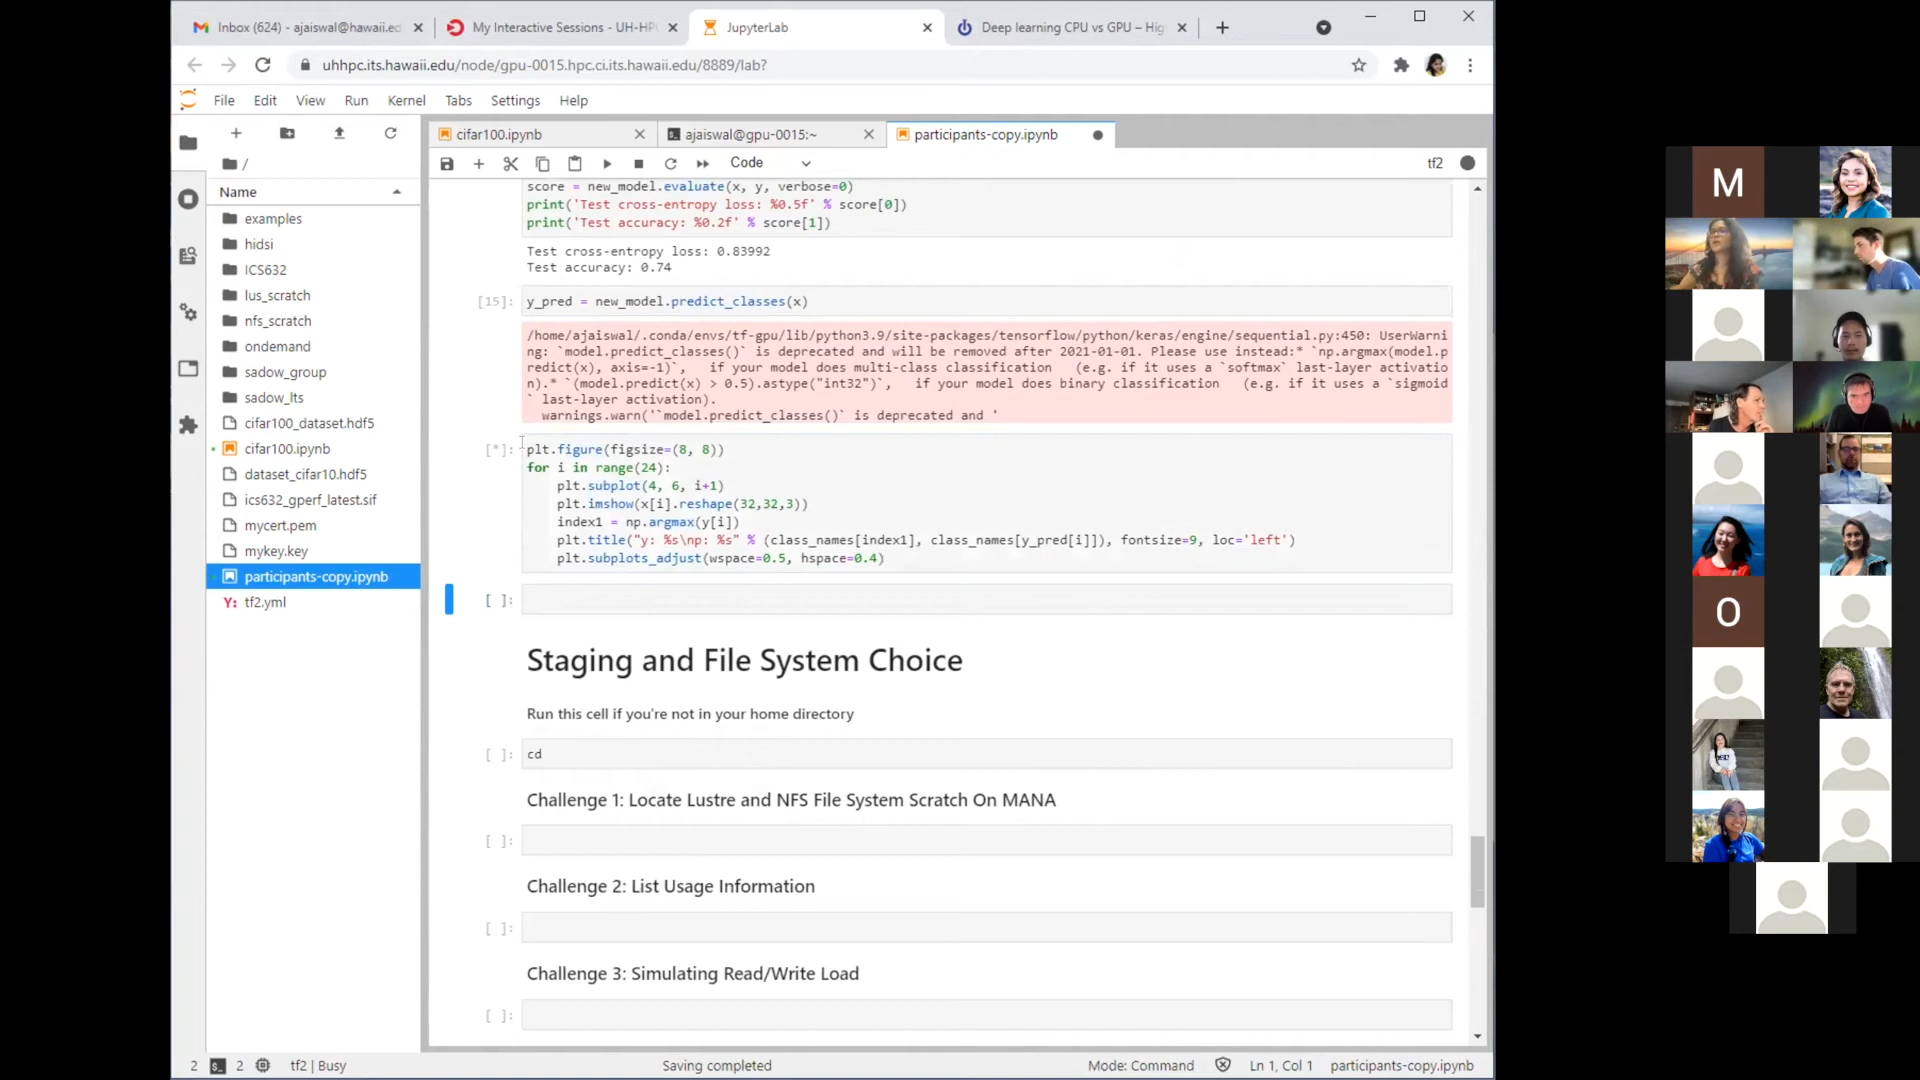 Inbox (624) - ajaiswal@hawaii.ed
My Interactive Sessions - UH-HP
JupyterLab
Deep learning CPU vs GPU – Hig
uhhpc.its.hawaii.edu/node/gpu-0015.hpc.ci.its.hawaii.edu/8889/lab?
File Edit View Run Kernel Tabs Settings Help
cifar100.ipynb
ajaiswal@gpu-0015:~
participants-copy.ipynb
Code
tf2
/
Name
examples
hidsi
ICS632
lus_scratch
nfs_scratch
ondemand
sadow_group
sadow_lts
cifar100_dataset.hdf5
cifar100.ipynb
dataset_cifar10.hdf5
ics632_gperf_latest.sif
mycert.pem
mykey.key
participants-copy.ipynb
Y: tf2.yml
score = new_model.evaluate(x, y, verbose=0)
print('Test cross-entropy loss: %0.5f' % score[0])
print('Test accuracy: %0.2f' % score[1])
Test cross-entropy loss: 0.83992
Test accuracy: 0.74
[15]: y_pred = new_model.predict_classes(x)
/home/ajaiswal/.conda/envs/tf-gpu/lib/python3.9/site-packages/tensorflow/python/keras/engine/sequential.py:450: UserWarni
ng: `model.predict_classes()` is deprecated and will be removed after 2021-01-01. Please use instead:* `np.argmax(model.p
redict(x), axis=-1)`,   if your model does multi-class classification   (e.g. if it uses a `softmax` last-layer activatio
n).* `(model.predict(x) > 0.5).astype("int32")`,   if your model does binary classification   (e.g. if it uses a `sigmoid
` last-layer activation).
warnings.warn('`model.predict_classes()` is deprecated and '
[*]: plt.figure(figsize=(8, 8))
for i in range(24):
plt.subplot(4, 6, i+1)
plt.imshow(x[i].reshape(32,32,3))
index1 = np.argmax(y[i])
plt.title("y: %s\np: %s" % (class_names[index1], class_names[y_pred[i]]), fontsize=9, loc='left')
plt.subplots_adjust(wspace=0.5, hspace=0.4)
[ ]:
Staging and File System Choice
Run this cell if you're not in your home directory
[ ]: cd
Challenge 1: Locate Lustre and NFS File System Scratch On MANA
[ ]:
Challenge 2: List Usage Information
[ ]:
Challenge 3: Simulating Read/Write Load
[ ]:
2 2 tf2 | Busy
Saving completed
Mode: Command
Ln 1, Col 1
participants-copy.ipynb
M
O